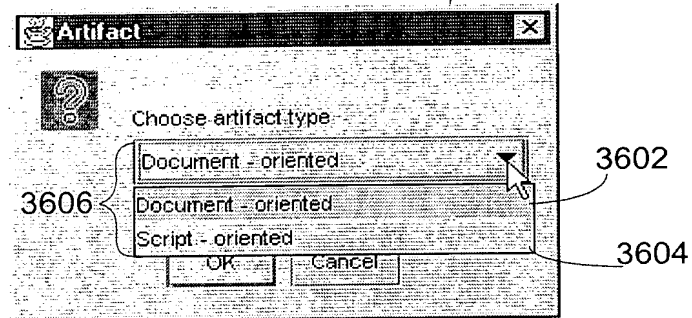 Artifact
Choose artifact type
Document - oriented
3602
3606
Document - oriented
Script - oriented
3604
OK
Cancel